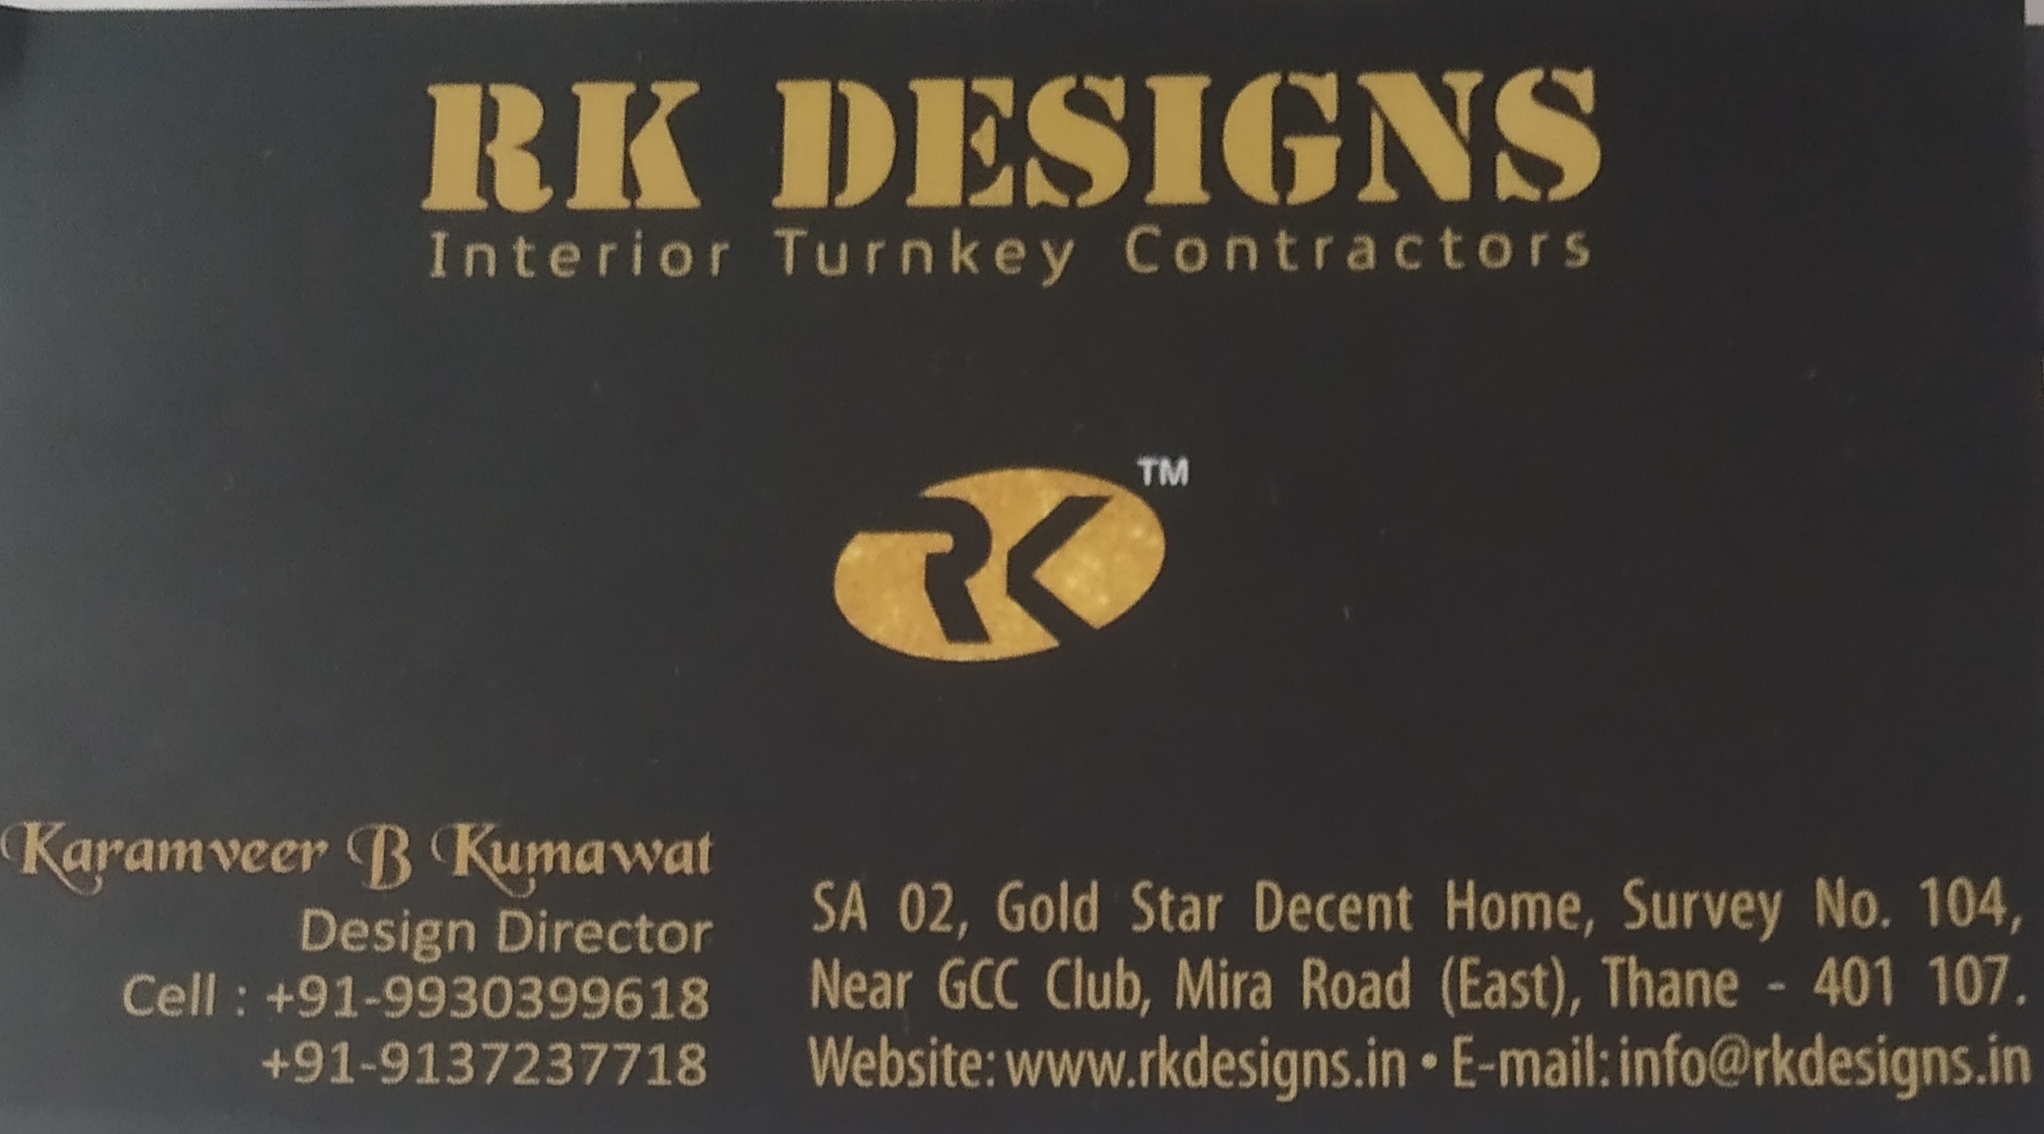 RK DESIGNS
Interior Turnkey Contractors
RK TM
Karamveer B Kumawat
Design Director
Cell : +91-9930399618
+91-9137237718
SA 02, Gold Star Decent Home, Survey No. 104,
Near GCC Club, Mira Road (East), Thane - 401 107.
Website: www.rkdesigns.in • E-mail: info@rkdesigns.in